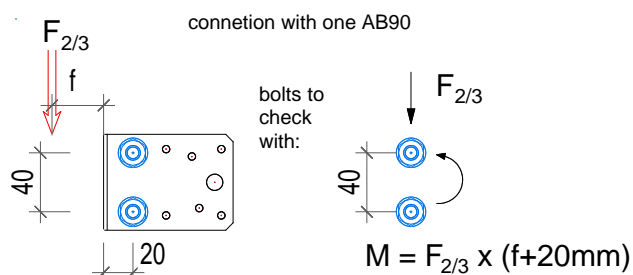 connetion with one AB90
F2/3
f
bolts to
check
with:
F2/3
40
40
20
M = F2/3 x (f+20mm)